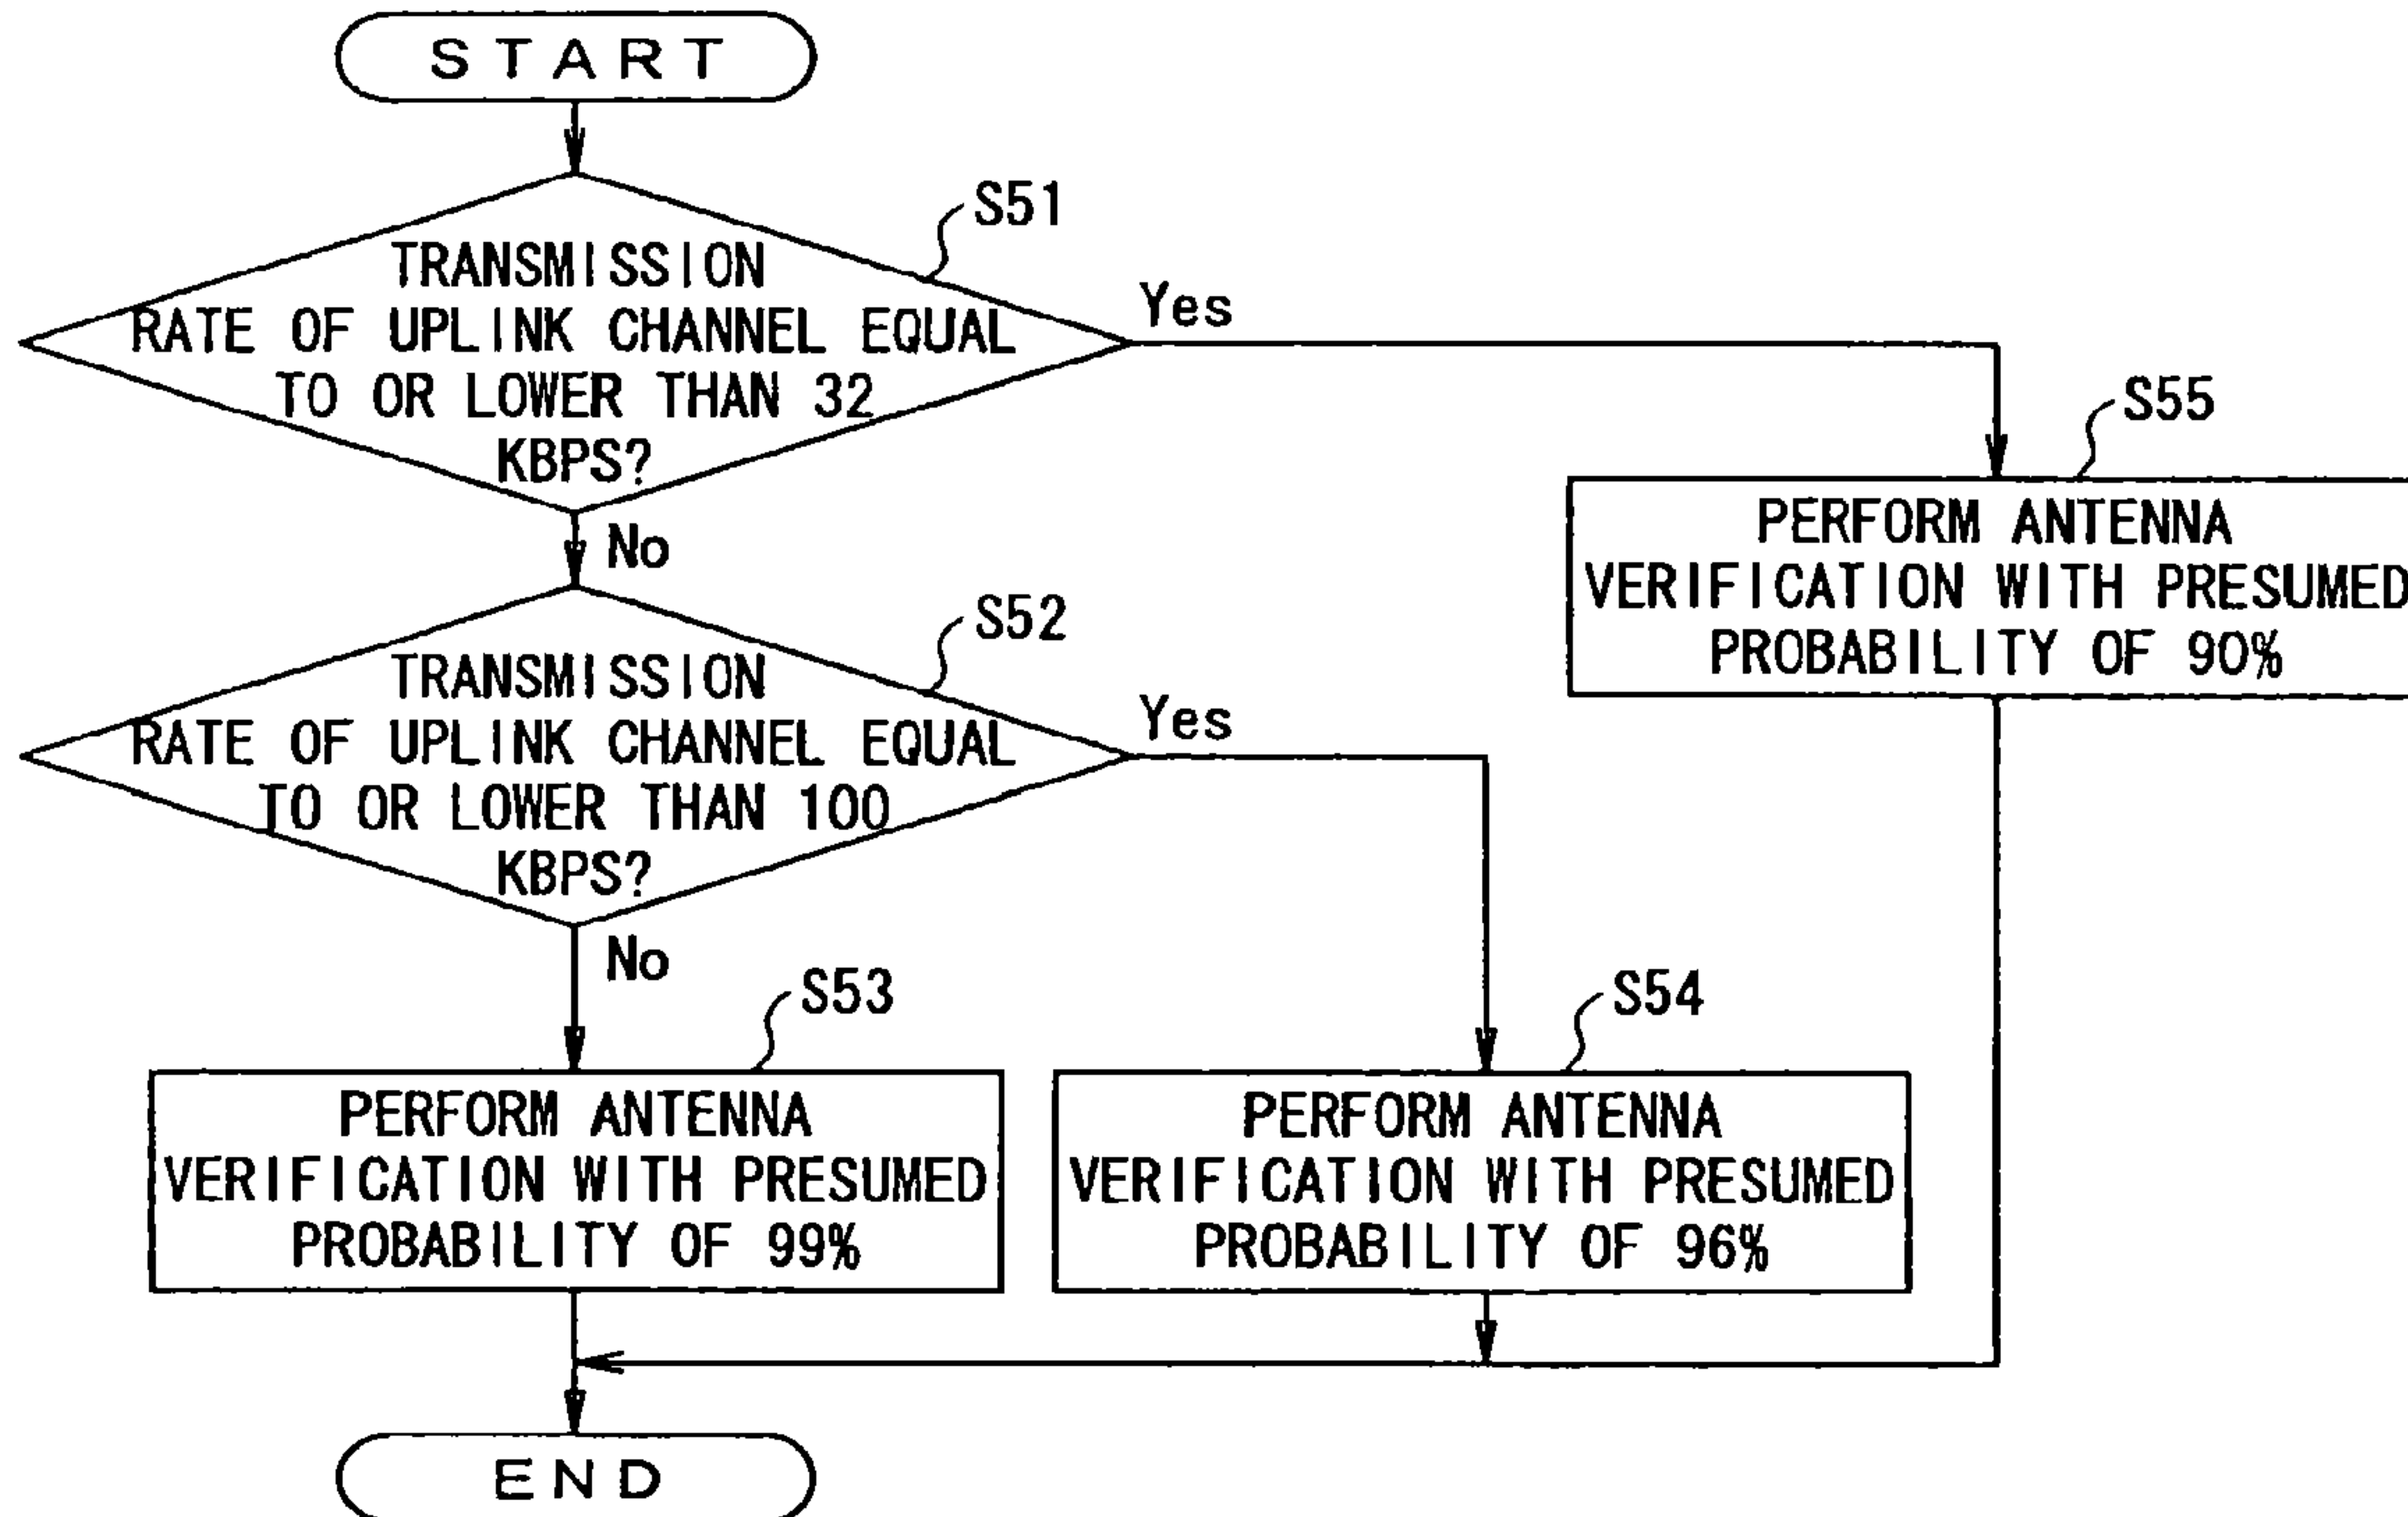 START
S51
TRANSMISSION
RATE OF UPLINK CHANNEL EQUAL
TO OR LOWER THAN 32
KBPS?
Yes
No
S55
PERFORM ANTENNA
VERIFICATION WITH PRESUMED
PROBABILITY OF 90%
S52
TRANSMISSION
RATE OF UPLINK CHANNEL EQUAL
TO OR LOWER THAN 100
KBPS?
Yes
No
S53
PERFORM ANTENNA
VERIFICATION WITH PRESUMED
PROBABILITY OF 99%
S54
PERFORM ANTENNA
VERIFICATION WITH PRESUMED
PROBABILITY OF 96%
END